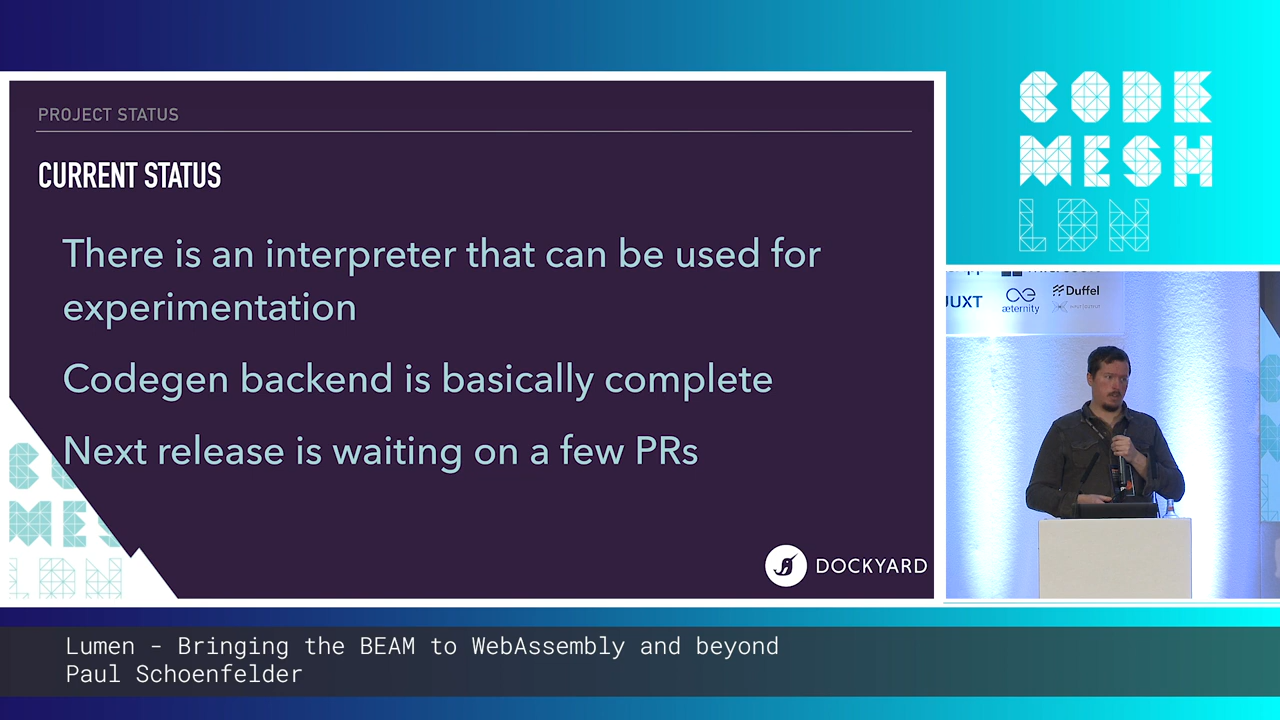 PROJECT STATUS
CURRENT STATUS
There is an interpreter that can be used for
experimentation
Codegen backend is basically complete
Next release is waiting on a few PRs
DOCKYARD
CODE
MESH
LDN
JUXT
æternity
Duffel
Lumen - Bringing the BEAM to WebAssembly and beyond
Paul Schoenfelder